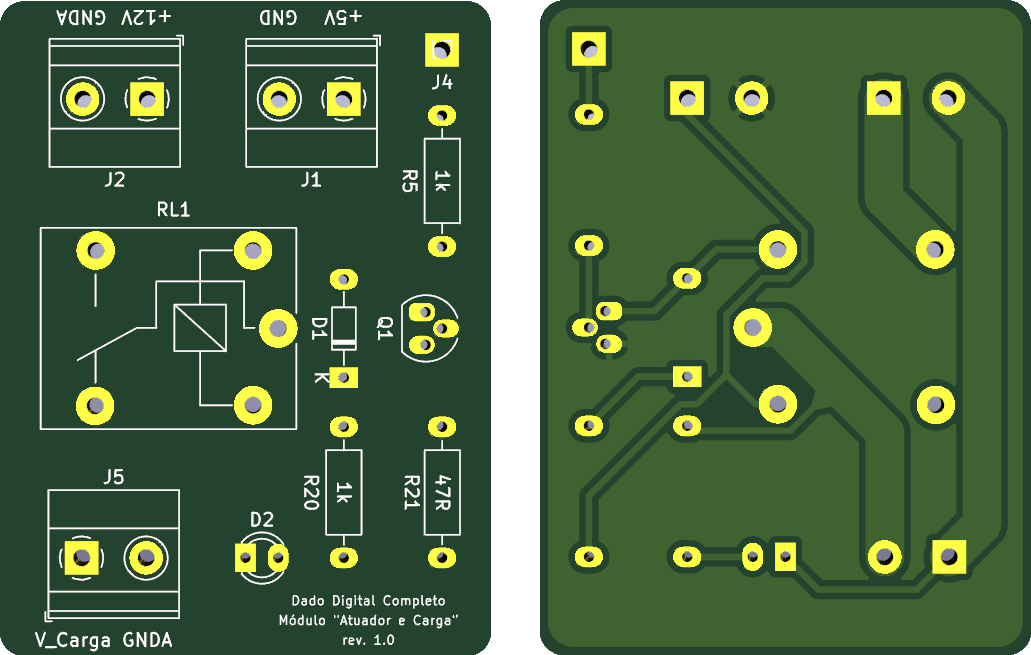 GNDA +12V
GND +5V
J4
J2
J1
R5
1k
RL1
D1
Q1
K
J5
R20
1k
R21
47R
D2
Dado Digital Completo
Módulo "Atuador e Carga"
rev. 1.0
V_Carga GNDA